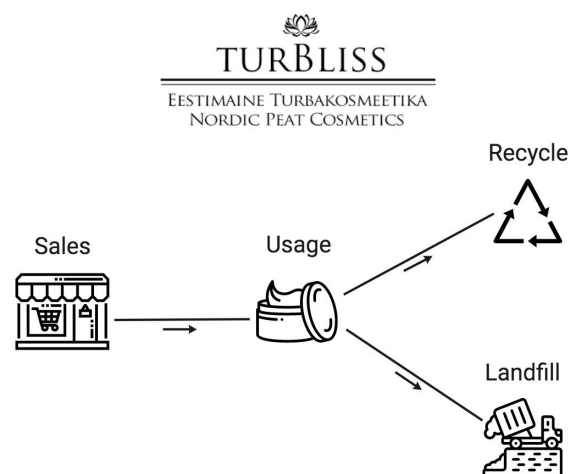 TURBLISS
EESTIMAINE TURBAKOSMEETIKA
NORDIC PEAT COSMETICS
Recycle
Sales
Usage
Landfill